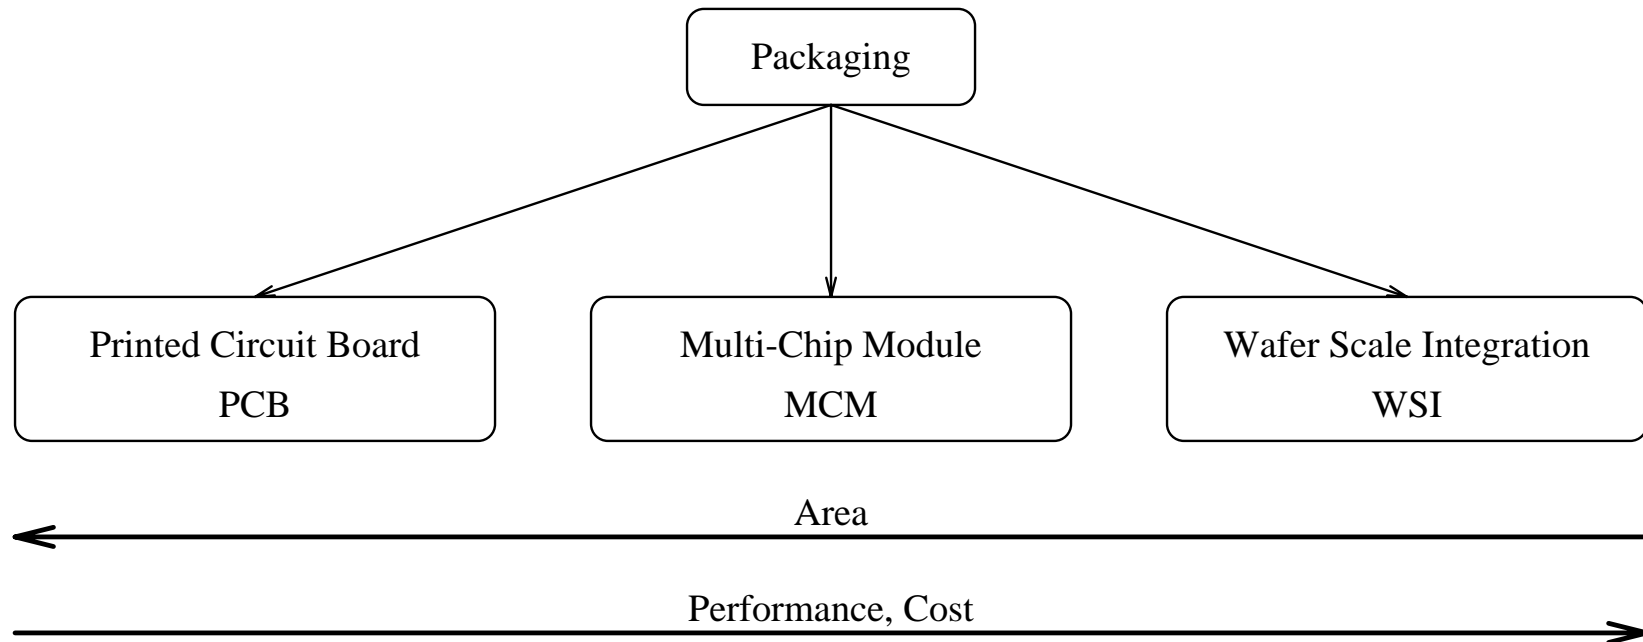 Packaging
Printed Circuit Board
PCB
Multi-Chip Module
MCM
Wafer Scale Integration
WSI
Area
Performance, Cost